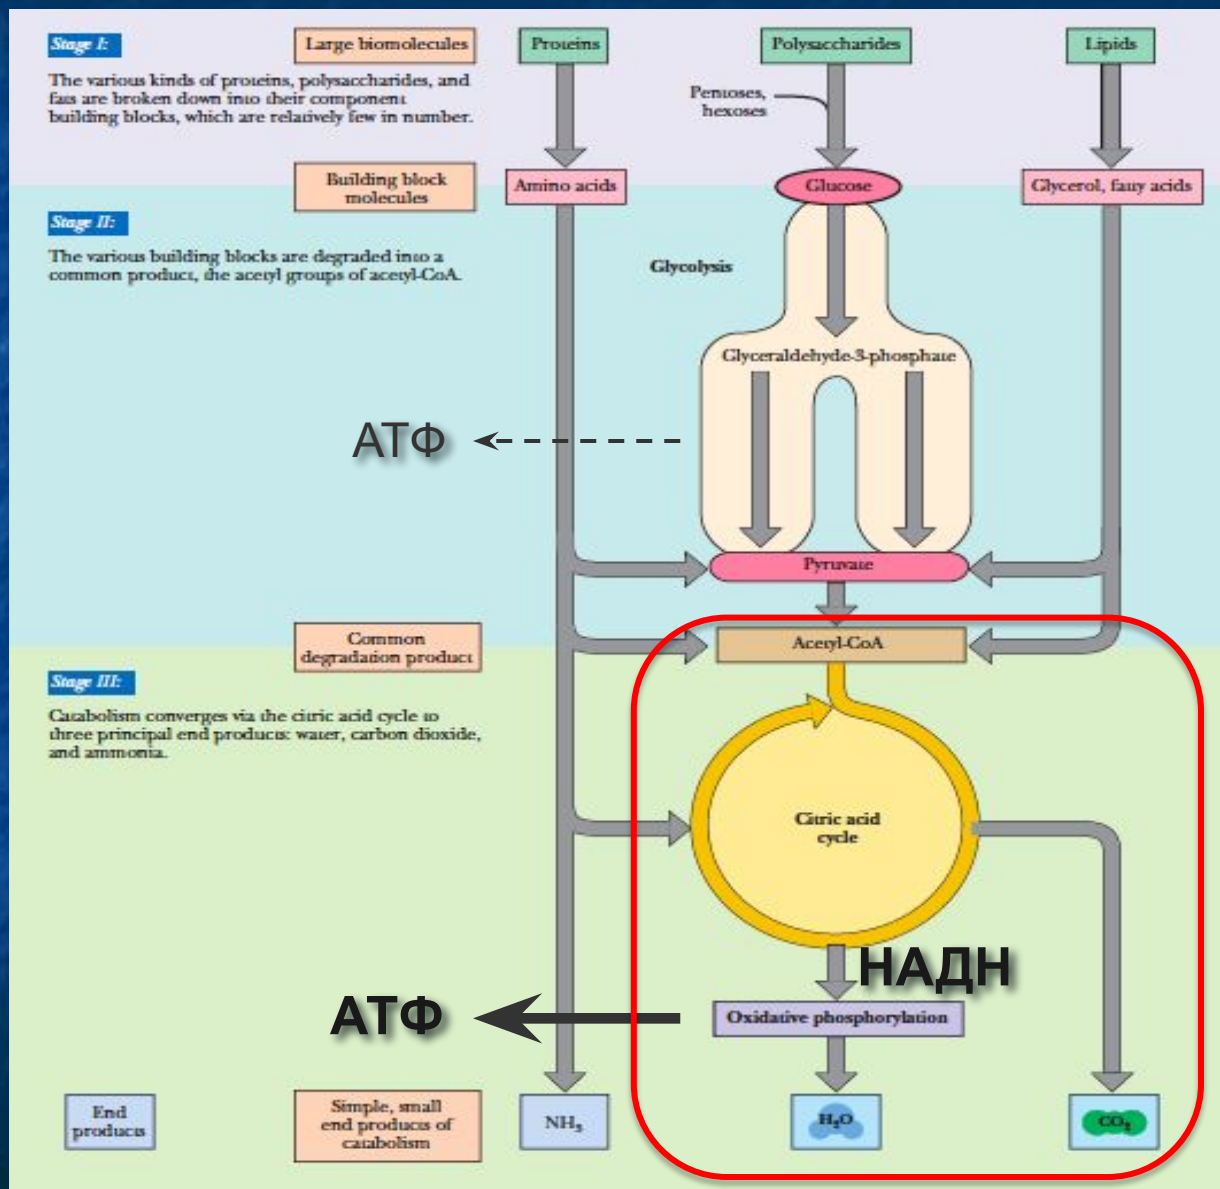 Stage I:
Large biomolecules
Proteins
Polysaccharides
Lipids
The various kinds of proteins, polysaccharides, and
fats are broken down into their component
building blocks, which are relatively few in number.
Pentoses,
hexoses
Building block
molecules
Amino acids
Glucose
Glycerol, fatty acids
Stage II:
The various building blocks are degraded into a
common product, the acetyl groups of acetyl-CoA.
Glycolysis
Glyceraldehyde-3-phosphate
АТФ
Pyruvate
Common
degradation product
Acetyl-CoA
Stage III:
Catabolism converges via the citric acid cycle to
three principal end products: water, carbon dioxide,
and ammonia.
Citric acid
cycle
НАДН
АТФ
Oxidative phosphorylation
End
products
Simple, small
end products of
catabolism
NH₃
H₂O
CO₂